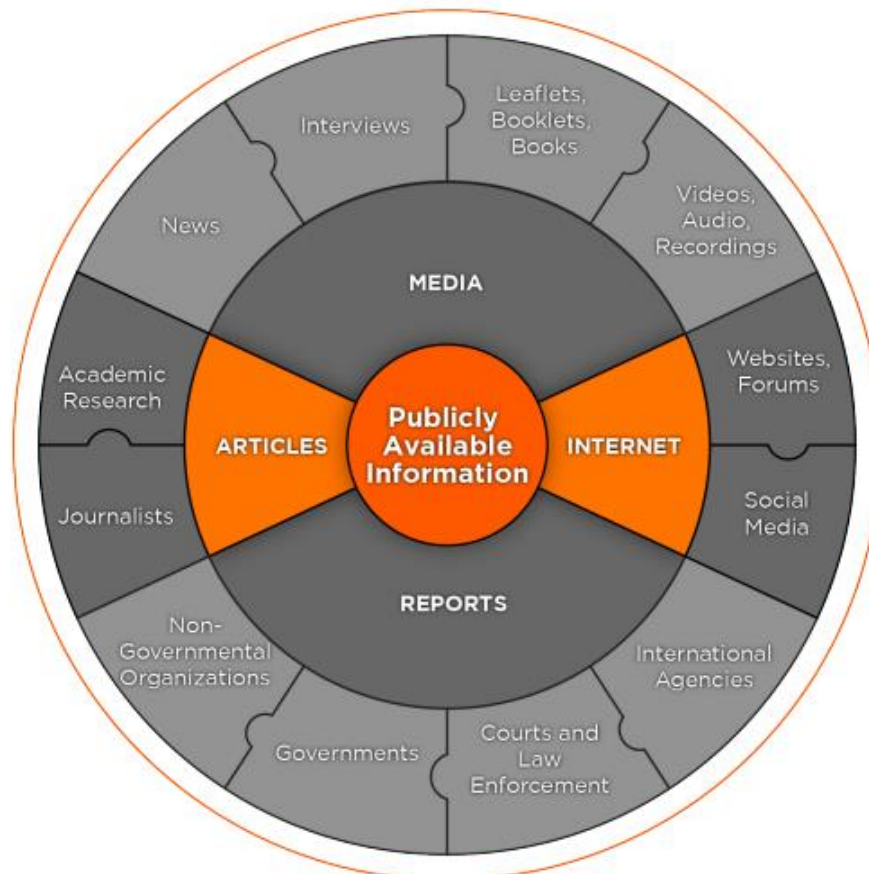 Leaflets,
Booklets,
Books
Interviews
Videos,
Audio,
Recordings
News
MEDIA
Academic
Research
Websites,
Forums
ARTICLES
Publicly
Available
Information
INTERNET
Journalists
Social
Media
REPORTS
Non-
Governmental
Organizations
International
Agencies
Governments
Courts and
Law
Enforcement